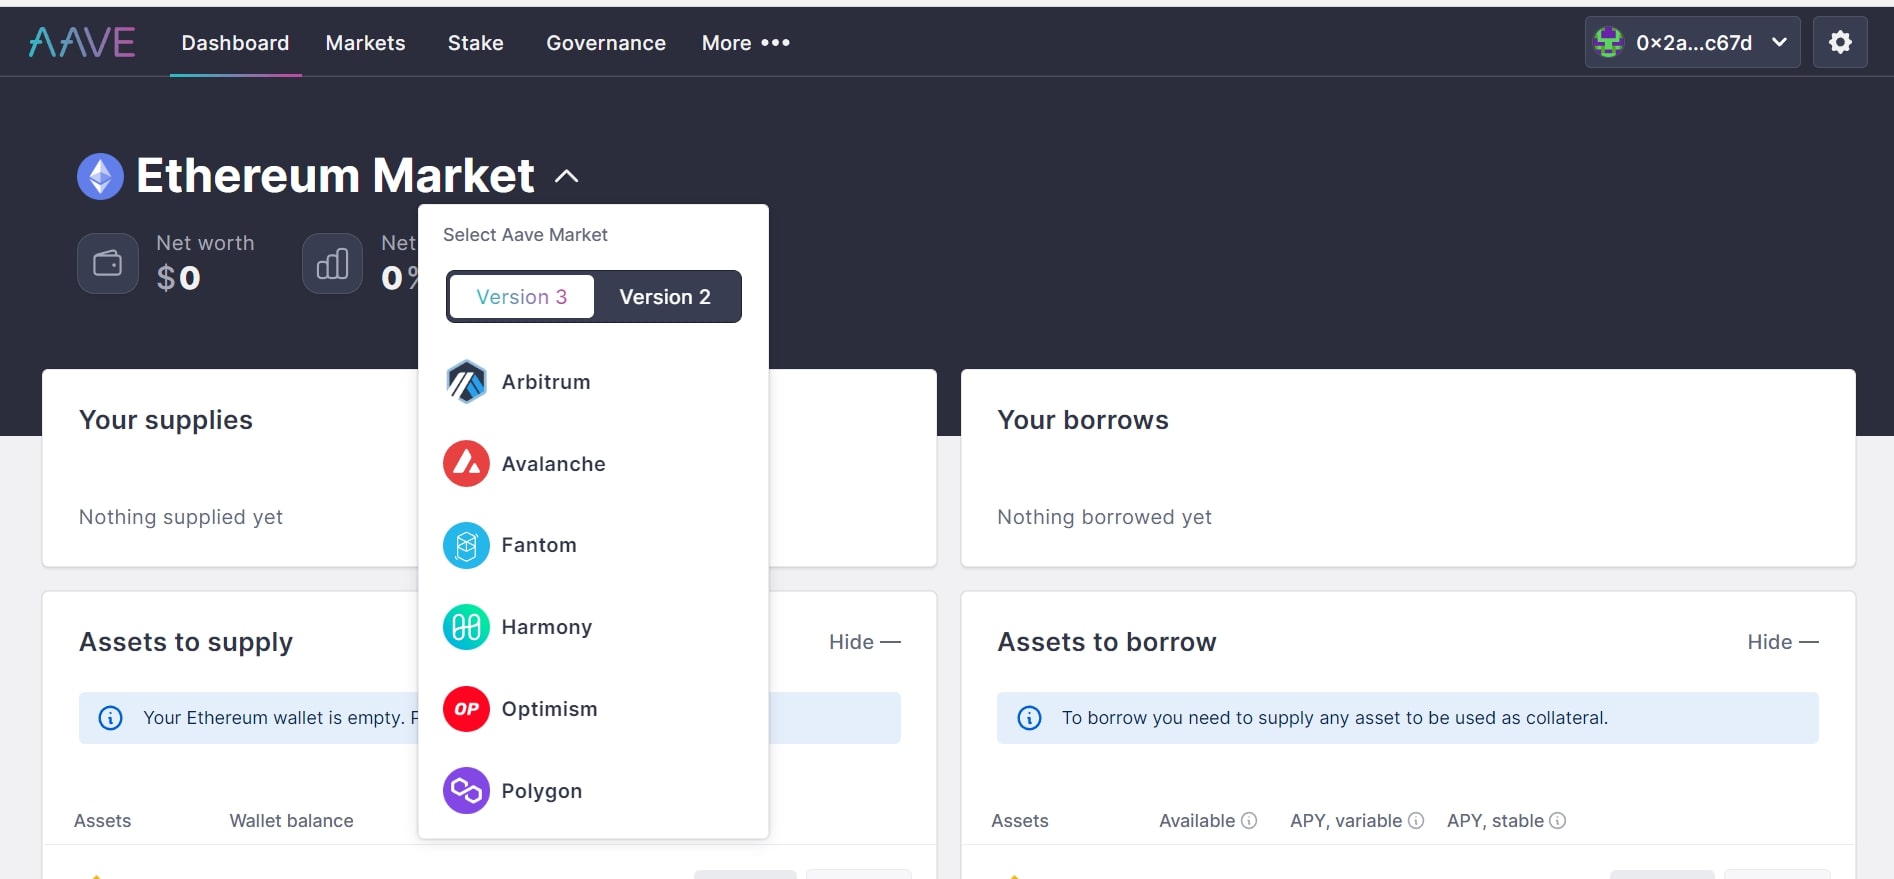 AAVE
Dashboard Markets Stake Governance More •••
0×2a...c67d
Ethereum Market
Net worth
$0
Net
0%
Select Aave Market
Version 3 Version 2
Arbitrum
Avalanche
Fantom
Harmony
OP Optimism
Polygon
Your supplies
Nothing supplied yet
Your borrows
Nothing borrowed yet
Assets to supply
Hide —
Your Ethereum wallet is empty.
Assets Wallet balance
Assets to borrow
Hide —
To borrow you need to supply any asset to be used as collateral.
Assets Available APY, variable APY, stable